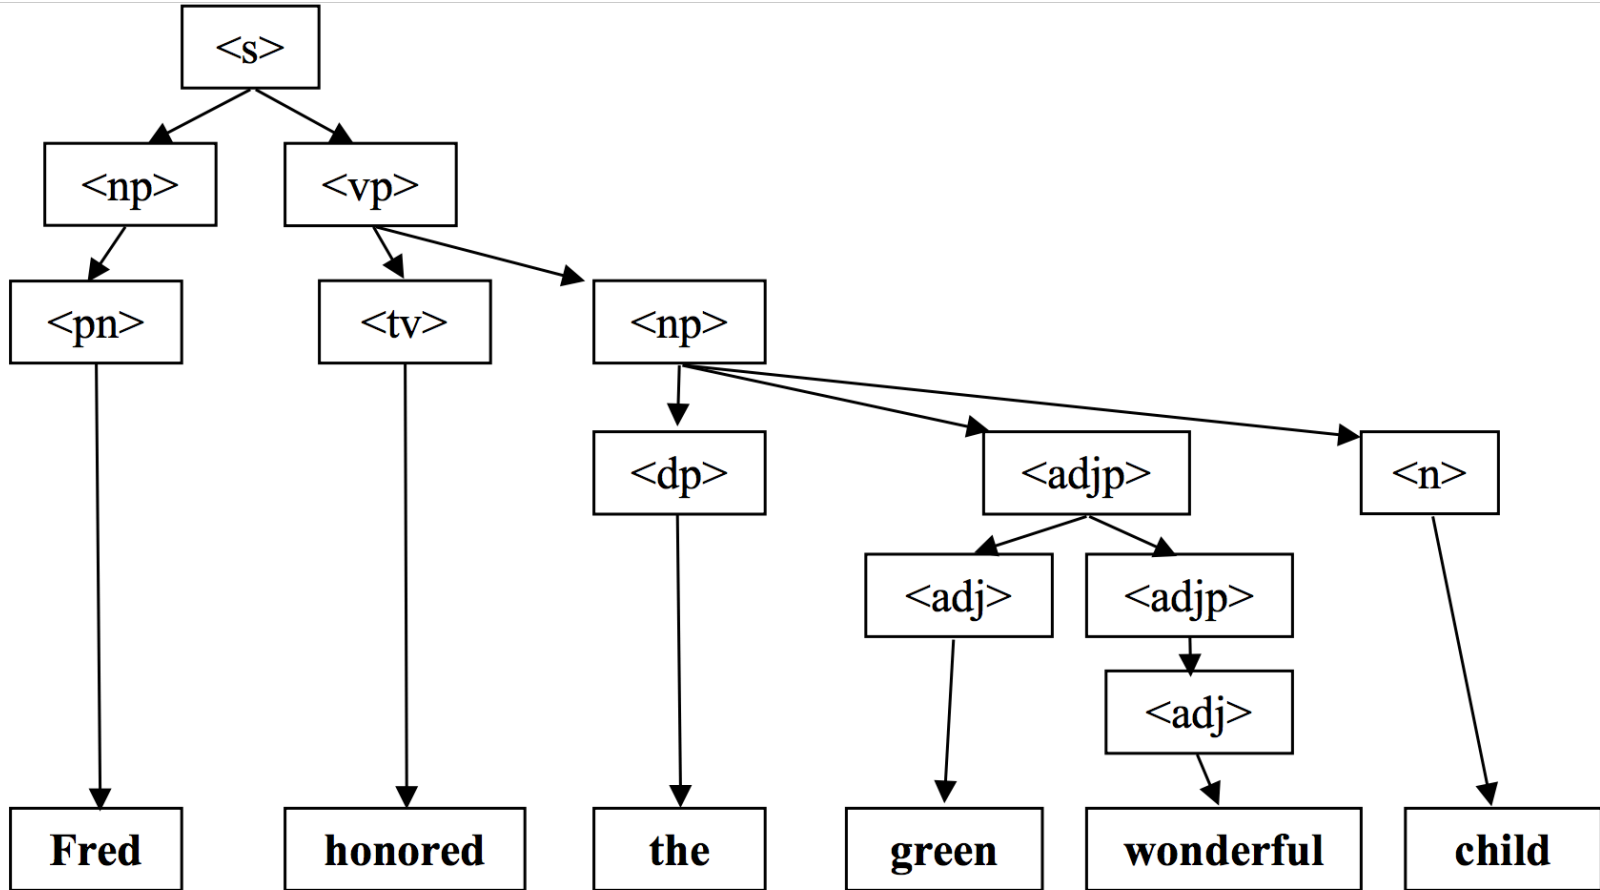 <s>
<np> <vp>
<pn> <tv> <np>
<dp> <adjp> <n>
<adj> <adjp>
<adj>
Fred honored the green wonderful child